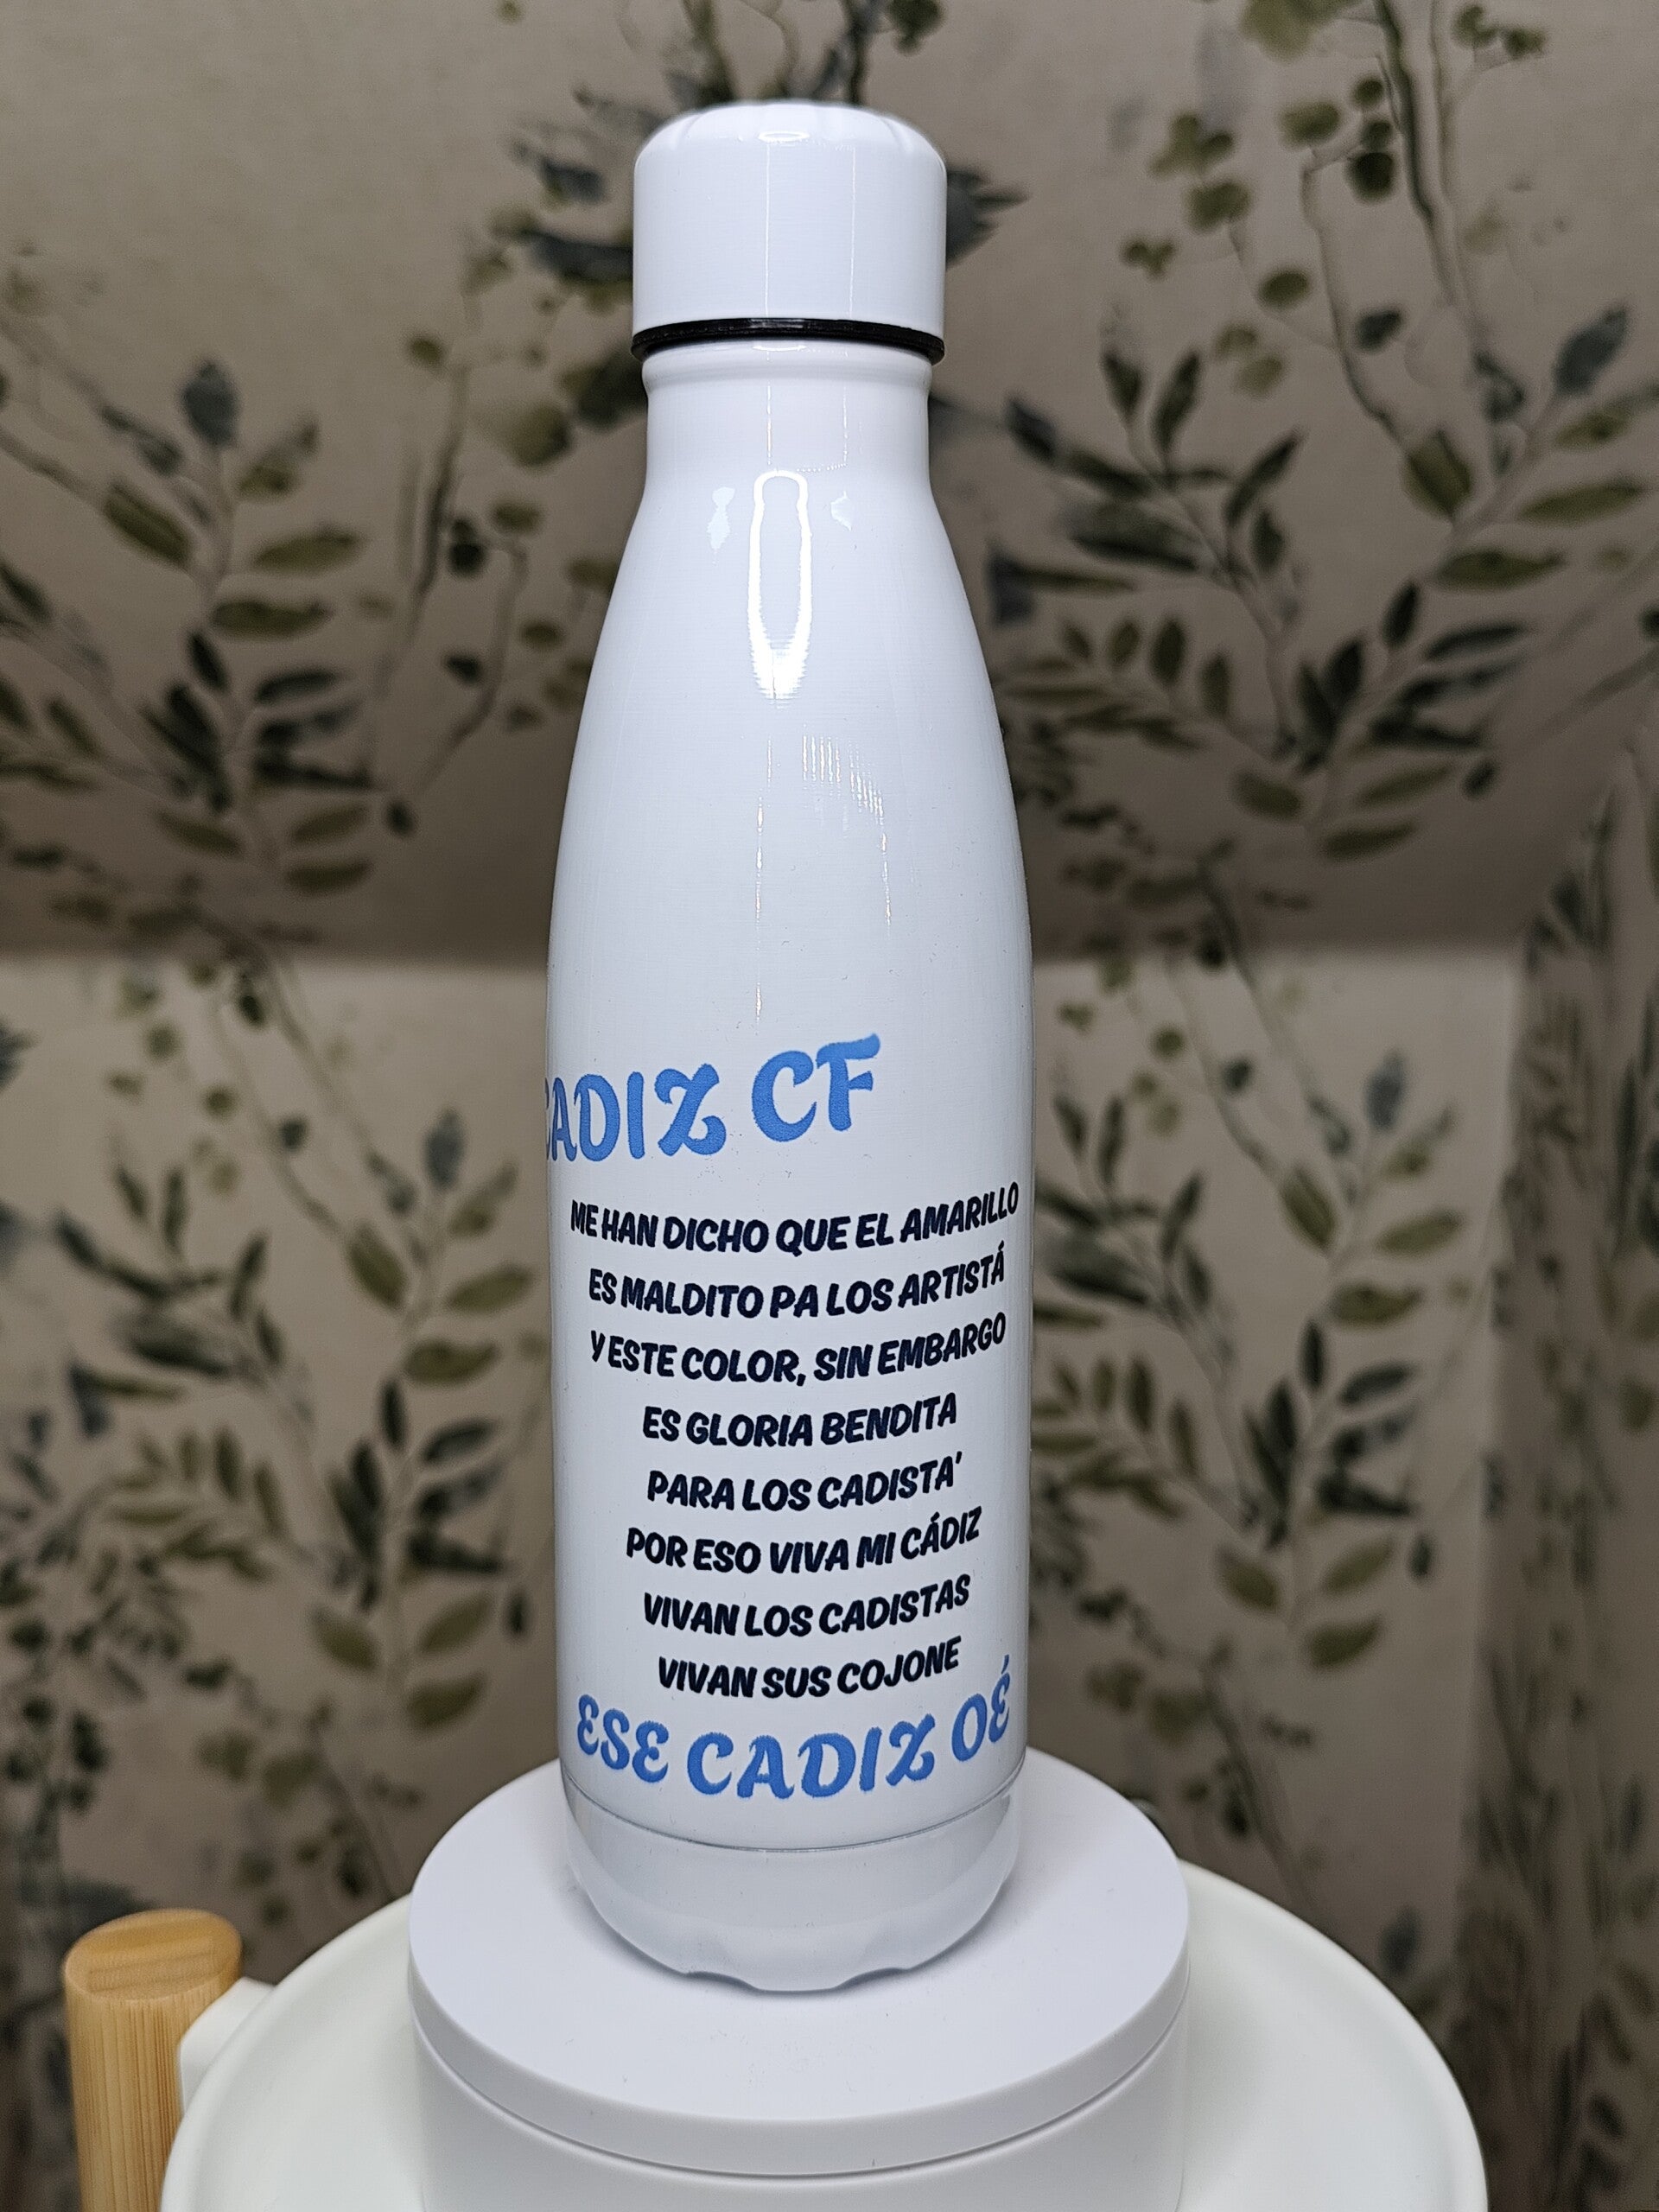 CADIZ CF
ME HAN DICHO QUE EL AMARILLO
ES MALDITO PA LOS ARTISTÁ
Y ESTE COLOR, SIN EMBARGO
ES GLORIA BENDITA
PARA LOS CADISTA'
POR ESO VIVA MI CÁDIZ
VIVAN LOS CADISTAS
VIVAN SUS COJONE
ESE CADIZ OÉ